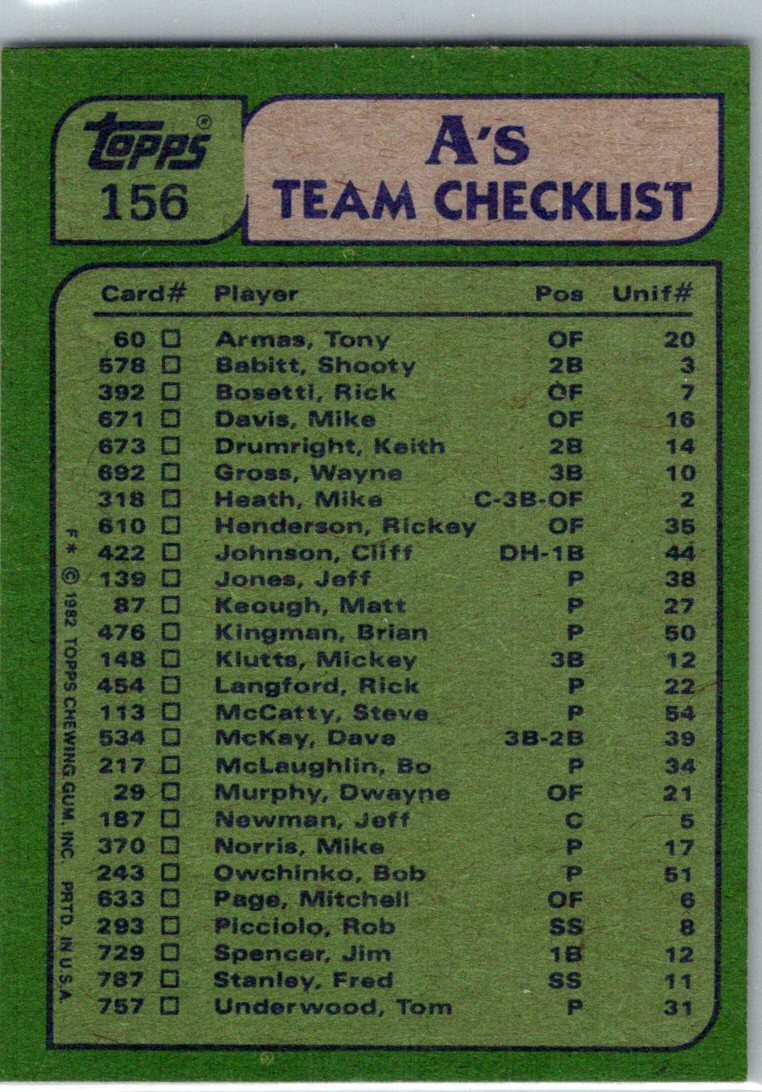 Topps®
156
A's
TEAM CHECKLIST
Card# Player Pos Unif#
60 Armas, Tony OF 20
578 Babitt, Shooty 2B 3
392 Bosetti, Rick OF 7
671 Davis, Mike OF 16
673 Drumright, Keith 2B 14
692 Gross, Wayne 3B 10
318 Heath, Mike C-3B-OF 2
610 Henderson, Rickey OF 35
422 Johnson, Cliff DH-1B 44
139 Jones, Jeff P 38
87 Keough, Matt P 27
476 Kingman, Brian P 50
148 Klutts, Mickey 3B 12
454 Langford, Rick P 22
113 McCatty, Steve P 54
534 McKay, Dave 3B-2B 39
217 McLaughlin, Bo P 34
29 Murphy, Dwayne OF 21
187 Newman, Jeff C 5
370 Norris, Mike P 17
243 Owchinko, Bob P 51
633 Page, Mitchell OF 6
293 Picciolo, Rob SS 8
729 Spencer, Jim 1B 12
787 Stanley, Fred SS 11
757 Underwood, Tom P 31
F * © 1982 TOPPS CHEWING GUM, INC. PRTD. IN U.S.A.